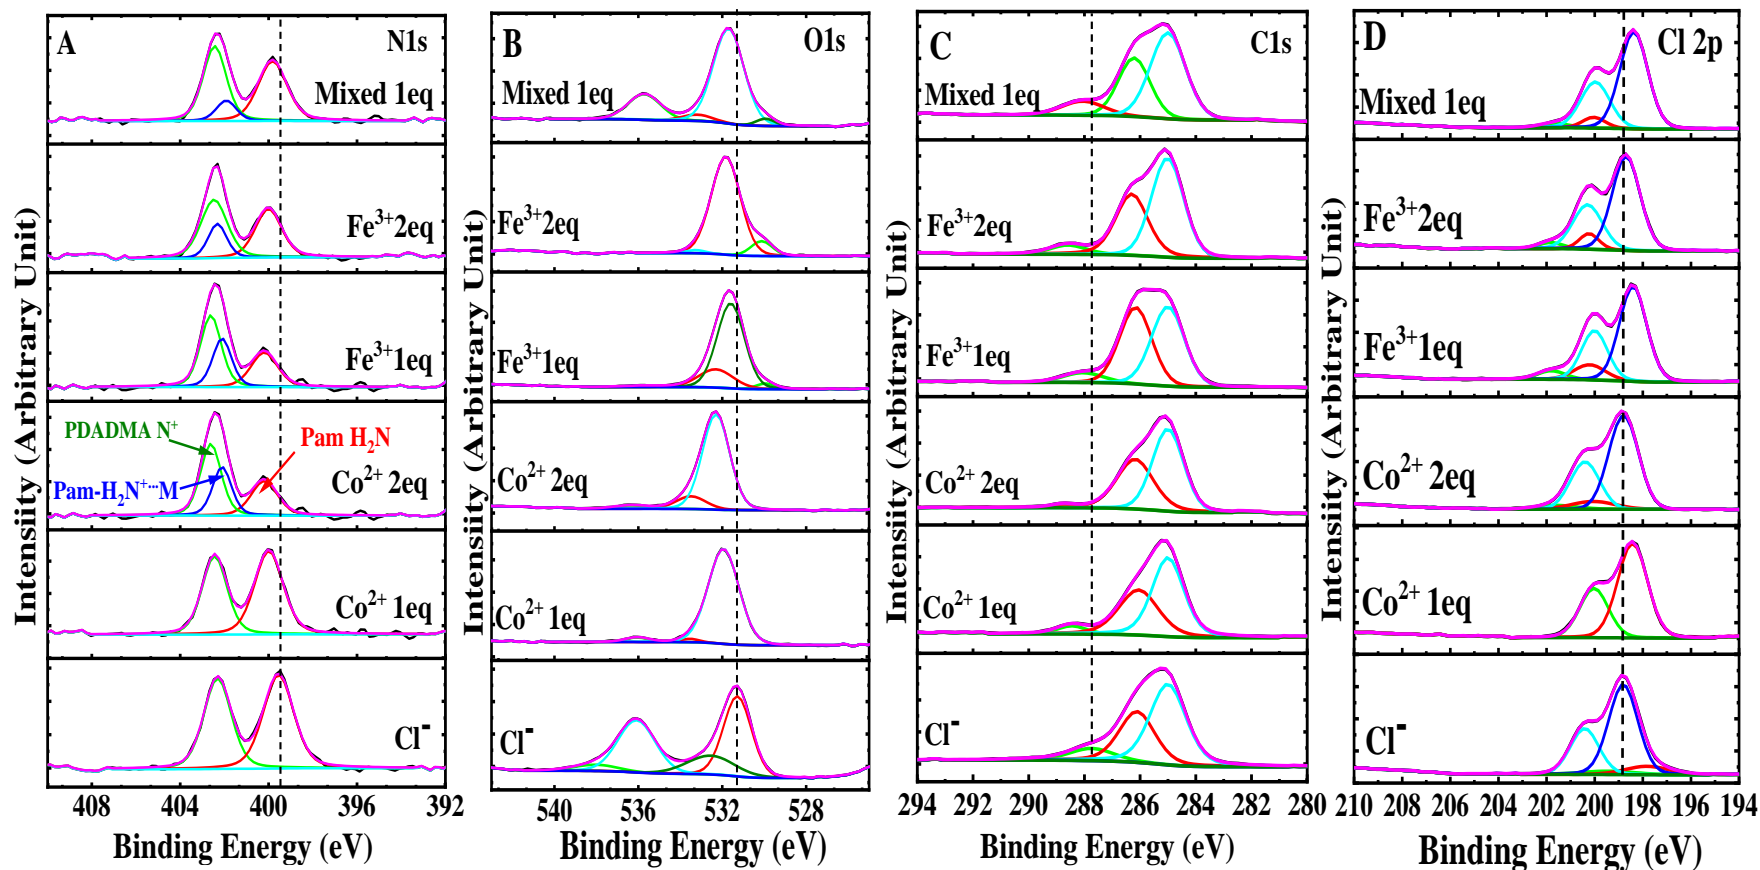 A
N1s
Mixed 1eq
Fe³⁺2eq
Fe³⁺1eq
PDADMA N⁺
Pam H₂N
Pam-H₂N⁺···M
Co²⁺ 2eq
Co²⁺ 1eq
Cl⁻
Intensiity (Arbitrary Unit)
408 404 400 396 392
Binding Energy (eV)
B
O1s
Mixed 1eq
Fe³⁺2eq
Fe³⁺1eq
Co²⁺ 2eq
Co²⁺ 1eq
Cl⁻
Intensiity (Arbitrary Unit)
540 536 532 528
Binding Energy (eV)
C
C1s
Mixed 1eq
Fe³⁺2eq
Fe³⁺1eq
Co²⁺ 2eq
Co²⁺ 1eq
Cl⁻
Intensiity (Arbitrary Unit)
294 292 290 288 286 284 282 280
Binding Energy (eV)
D
Cl 2p
Mixed 1eq
Fe³⁺2eq
Fe³⁺1eq
Co²⁺ 2eq
Co²⁺ 1eq
Cl⁻
Intensiity (Arbitrary Unit)
210 208 206 204 202 200 198 196 194
Binding Energy (eV)